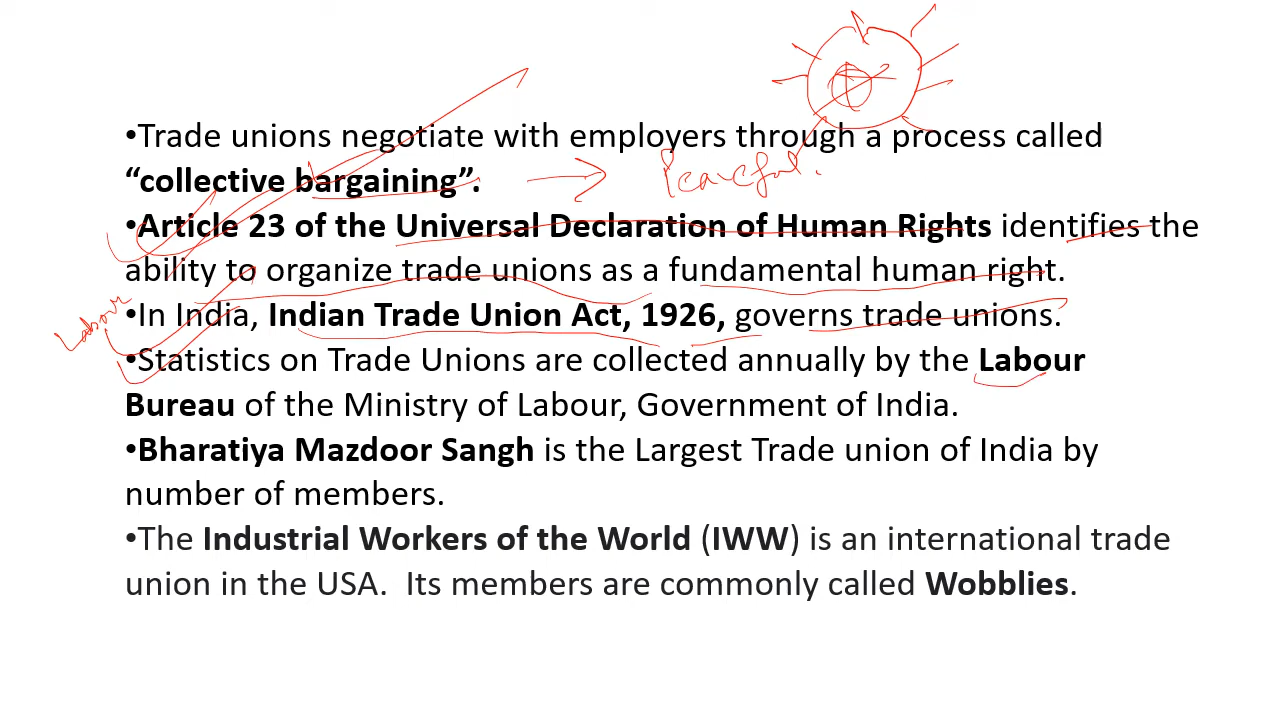 •Trade unions negotiate with employers through a process called
“collective bargaining”. → Peaceful.
•Article 23 of the Universal Declaration of Human Rights identifies the
ability to organize trade unions as a fundamental human right.
Labour
•In India, Indian Trade Union Act, 1926, governs trade unions.
•Statistics on Trade Unions are collected annually by the Labour
Bureau of the Ministry of Labour, Government of India.
•Bharatiya Mazdoor Sangh is the Largest Trade union of India by
number of members.
•The Industrial Workers of the World (IWW) is an international trade
union in the USA.  Its members are commonly called Wobblies.